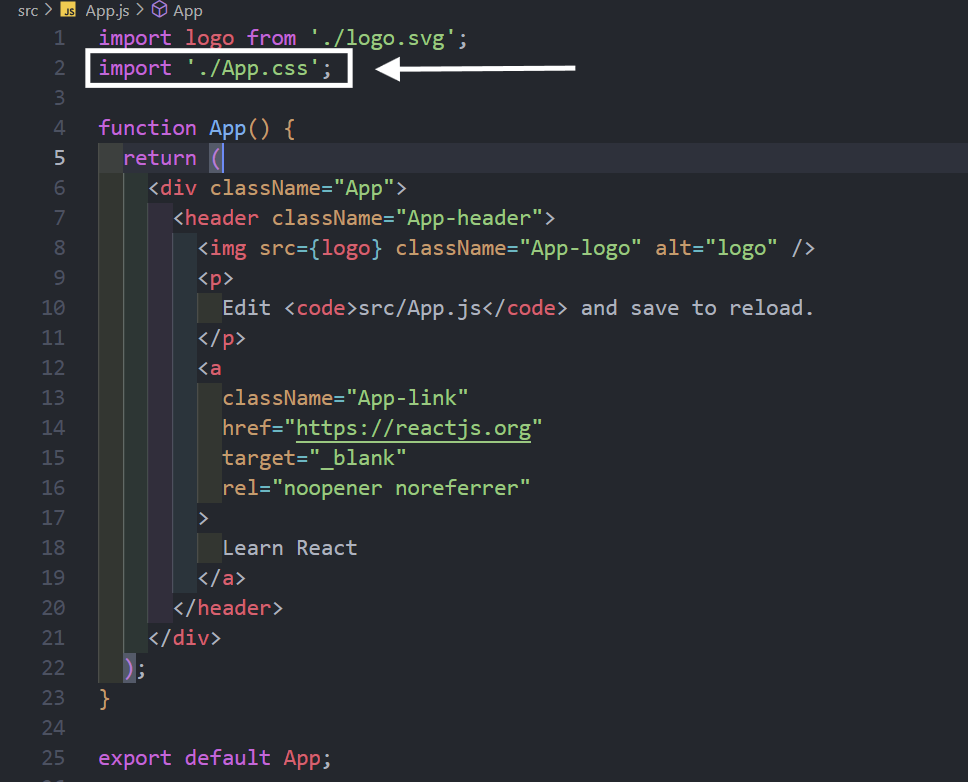 src > JS App.js > App
1 import logo from './logo.svg';
2 import './App.css';
3
4 function App() {
5 return (
6 <div className="App">
7 <header className="App-header">
8 <img src={logo} className="App-logo" alt="logo" />
9 <p>
10 Edit <code>src/App.js</code> and save to reload.
11 </p>
12 <a
13 className="App-link"
14 href="https://reactjs.org"
15 target="_blank"
16 rel="noopener noreferrer"
17 >
18 Learn React
19 </a>
20 </header>
21 </div>
22 );
23 }
24
25 export default App;